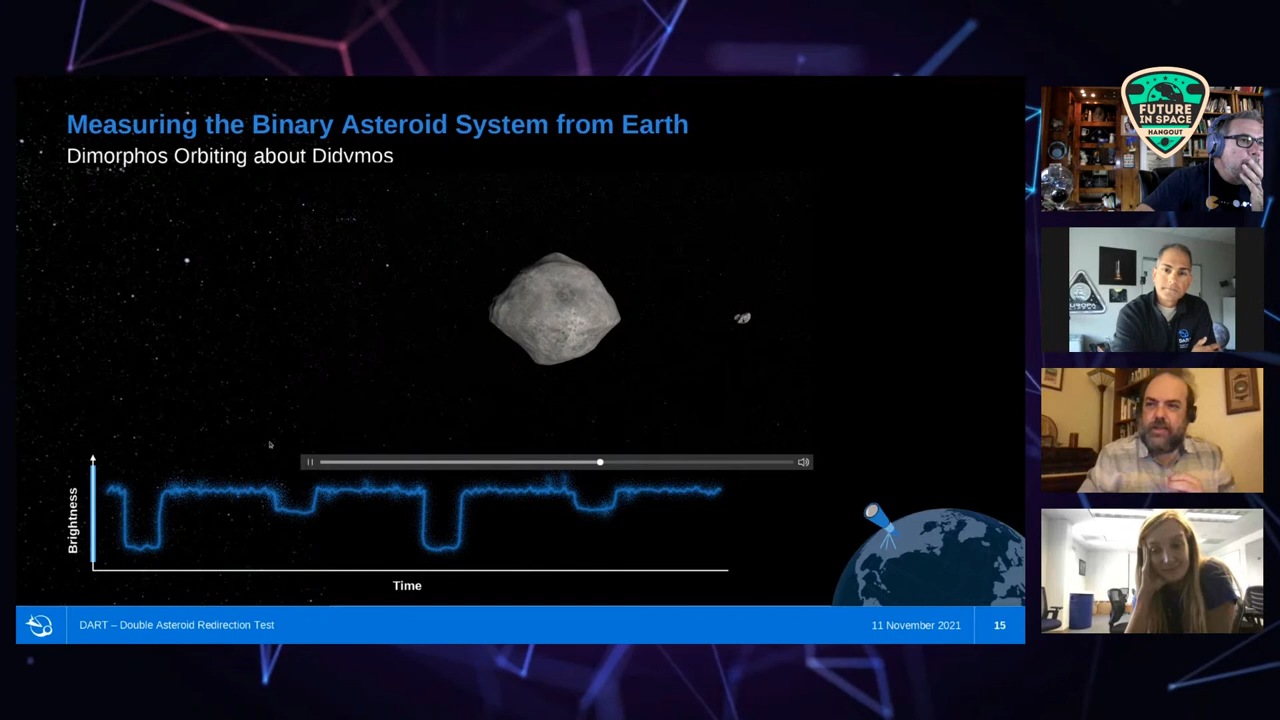 Measuring the Binary Asteroid System from Earth
Dimorphos Orbiting about Didymos
Brightness
Time
DART – Double Asteroid Redirection Test
11 November 2021
15
FUTURE
IN SPACE
HANGOUT
DART